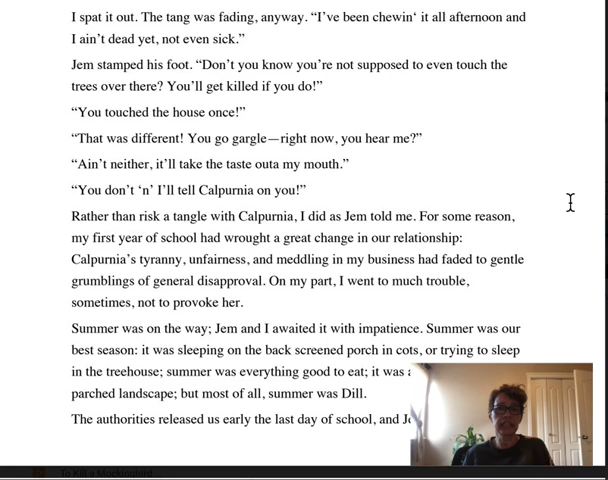 I spat it out. The tang was fading, anyway. “I’ve been chewin‘ it all afternoon and
I ain’t dead yet, not even sick.”
Jem stamped his foot. “Don’t you know you’re not supposed to even touch the
trees over there? You’ll get killed if you do!”
“You touched the house once!”
“That was different! You go gargle—right now, you hear me?”
“Ain’t neither, it’ll take the taste outa my mouth.”
“You don’t ‘n’ I’ll tell Calpurnia on you!”
Rather than risk a tangle with Calpurnia, I did as Jem told me. For some reason,
my first year of school had wrought a great change in our relationship:
Calpurnia’s tyranny, unfairness, and meddling in my business had faded to gentle
grumblings of general disapproval. On my part, I went to much trouble,
sometimes, not to provoke her.
Summer was on the way; Jem and I awaited it with impatience. Summer was our
best season: it was sleeping on the back screened porch in cots, or trying to sleep
in the treehouse; summer was everything good to eat; it was
parched landscape; but most of all, summer was Dill.
The authorities released us early the last day of school, and
To Kill a Mockingbird...